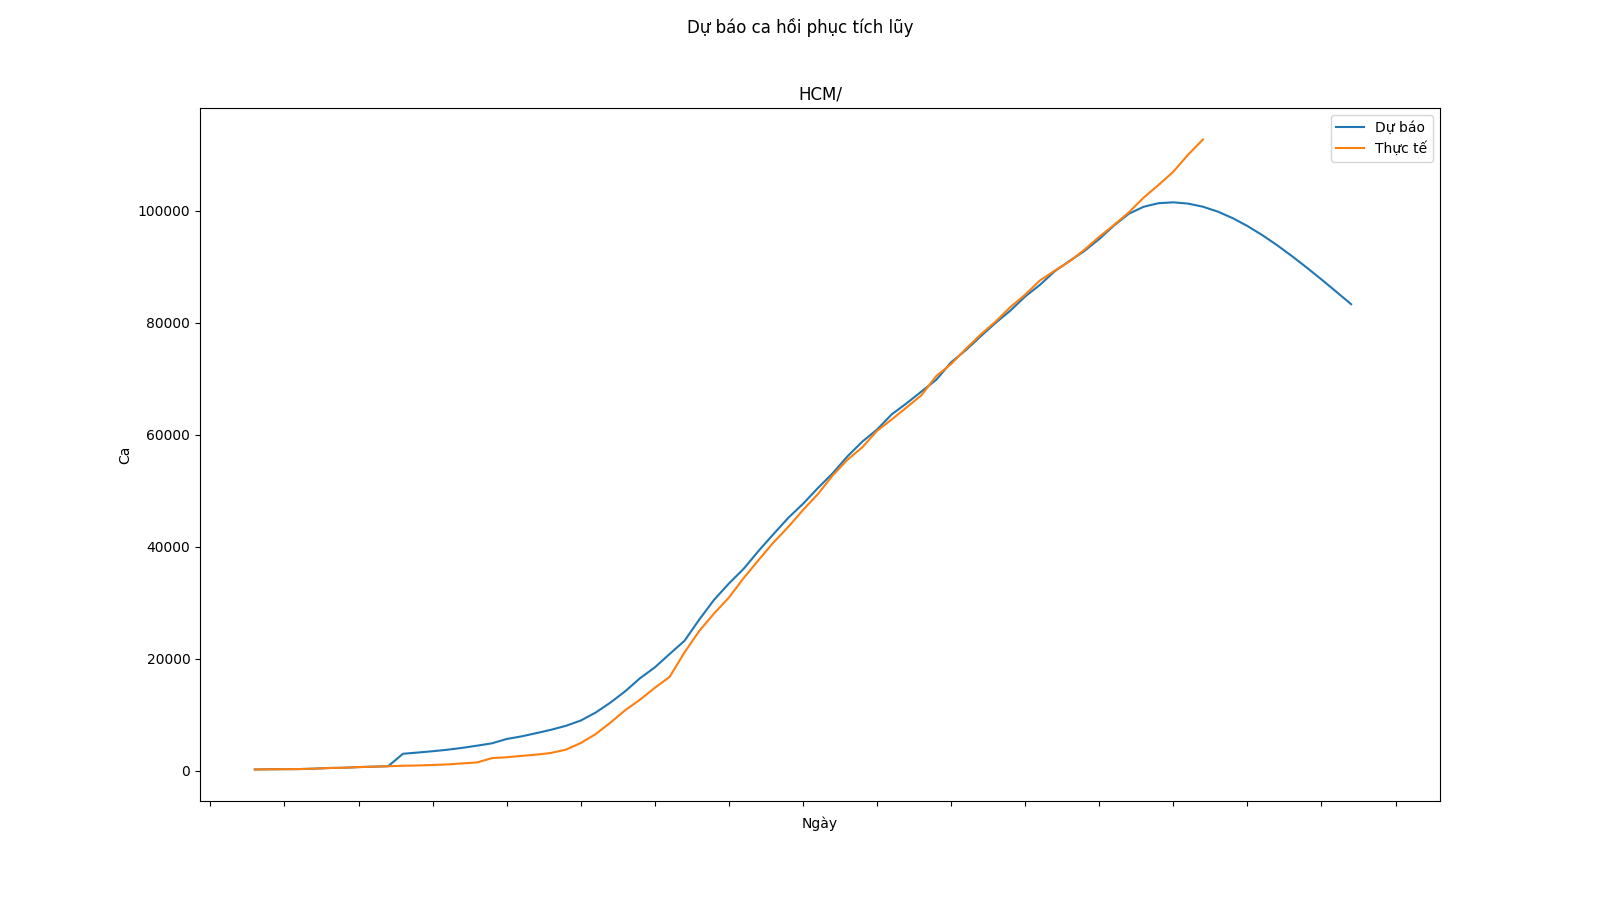 Dự báo ca hồi phục tích lũy
HCM/
Dự báo
Thực tế
100000
80000
60000
40000
20000
0
Ca
Ngày